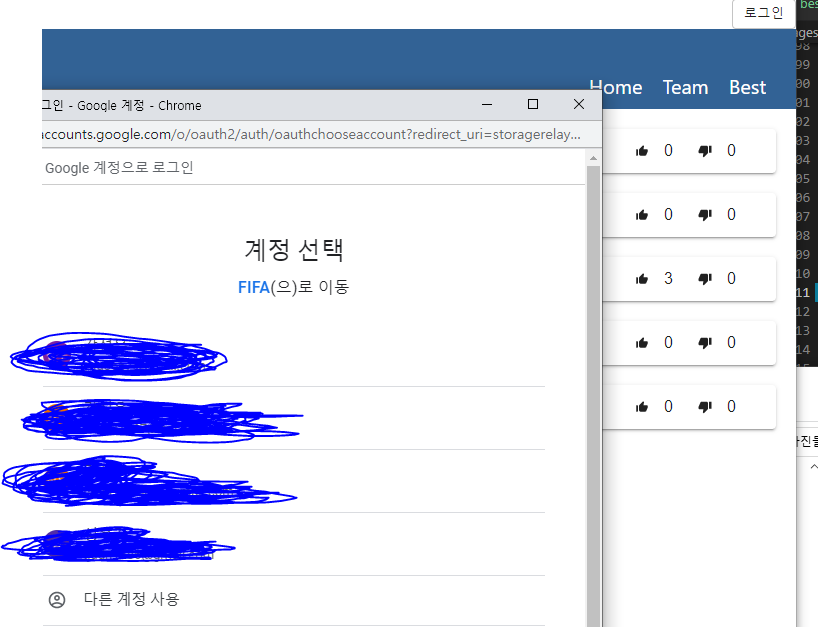 로그인
bes
ges
98
99
00
01
02
03
04
05
06
07
08
09
10
11
12
13
14
Home Team Best
그인 - Google 계정 - Chrome
accounts.google.com/o/oauth2/auth/oauthchooseaccount?redirect_uri=storagerelay...
Google 계정으로 로그인
계정 선택
FIFA(으)로 이동
다른 계정 사용
0 0
0 0
3 0
0 0
0 0